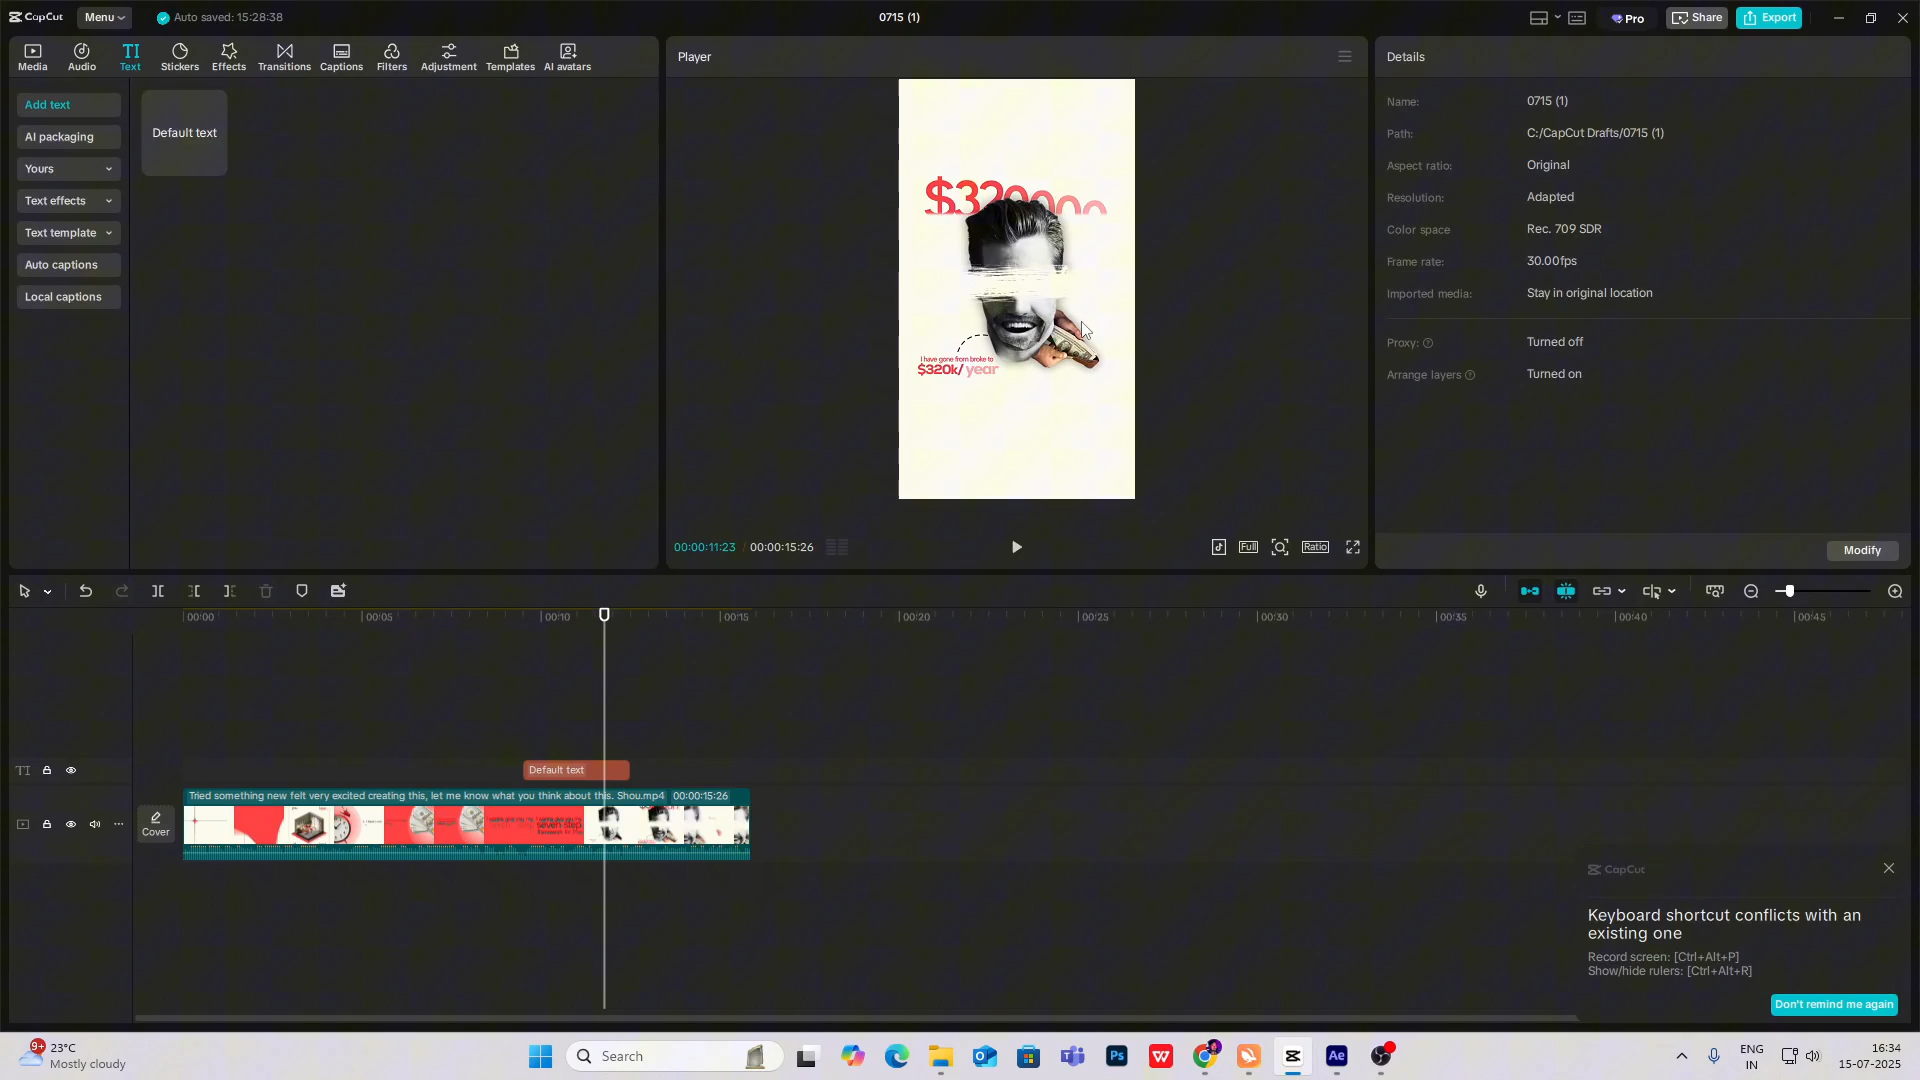 CapCut
Menu
Auto saved: 15:28:38
0715 (1)
Pro
Share
Export
Media
Audio
TI
Text
Stickers
Effects
Transitions
Captions
Filters
Adjustment
Templates
AI avatars
Add text
AI packaging
Yours
Text effects
Text template
Auto captions
Local captions
Default text
Player
$320000
I have gone from broke to
$320k/ year
00:00:11:23 / 00:00:15:26
Full
Ratio
Details
Name: 0715 (1)
Path: C:/CapCut Drafts/0715 (1)
Aspect ratio: Original
Resolution: Adapted
Color space Rec. 709 SDR
Frame rate: 30.00fps
Imported media: Stay in original location
Proxy: Turned off
Arrange layers Turned on
Modify
00:00
00:05
00:10
00:15
00:20
00:25
00:30
00:35
00:40
00:45
TI
Default text
Tried something new felt very excited creating this, let me know what you think about this. Shou.mp4 00:00:15:26
Cover
seven step
CapCut
Keyboard shortcut conflicts with an
existing one
Record screen: [Ctrl+Alt+P]
Show/hide rulers: [Ctrl+Alt+R]
Don't remind me again
9+
23°C
Mostly cloudy
Search
Ps
W
Ae
ENG
IN
16:34
15-07-2025